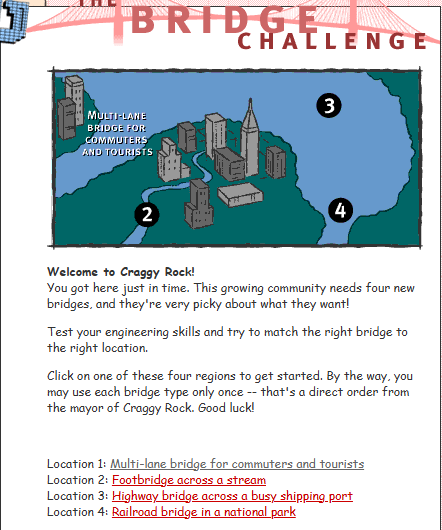 THE
BRIDGE
CHALLENGE
MULTI-LANE
BRIDGE FOR
COMMUTERS
AND TOURISTS
3
2
4
Welcome to Craggy Rock!
You got here just in time. This growing community needs four new
bridges, and they're very picky about what they want!
Test your engineering skills and try to match the right bridge to
the right location.
Click on one of these four regions to get started. By the way, you
may use each bridge type only once -- that's a direct order from
the mayor of Craggy Rock. Good luck!
Location 1: Multi-lane bridge for commuters and tourists
Location 2: Footbridge across a stream
Location 3: Highway bridge across a busy shipping port
Location 4: Railroad bridge in a national park